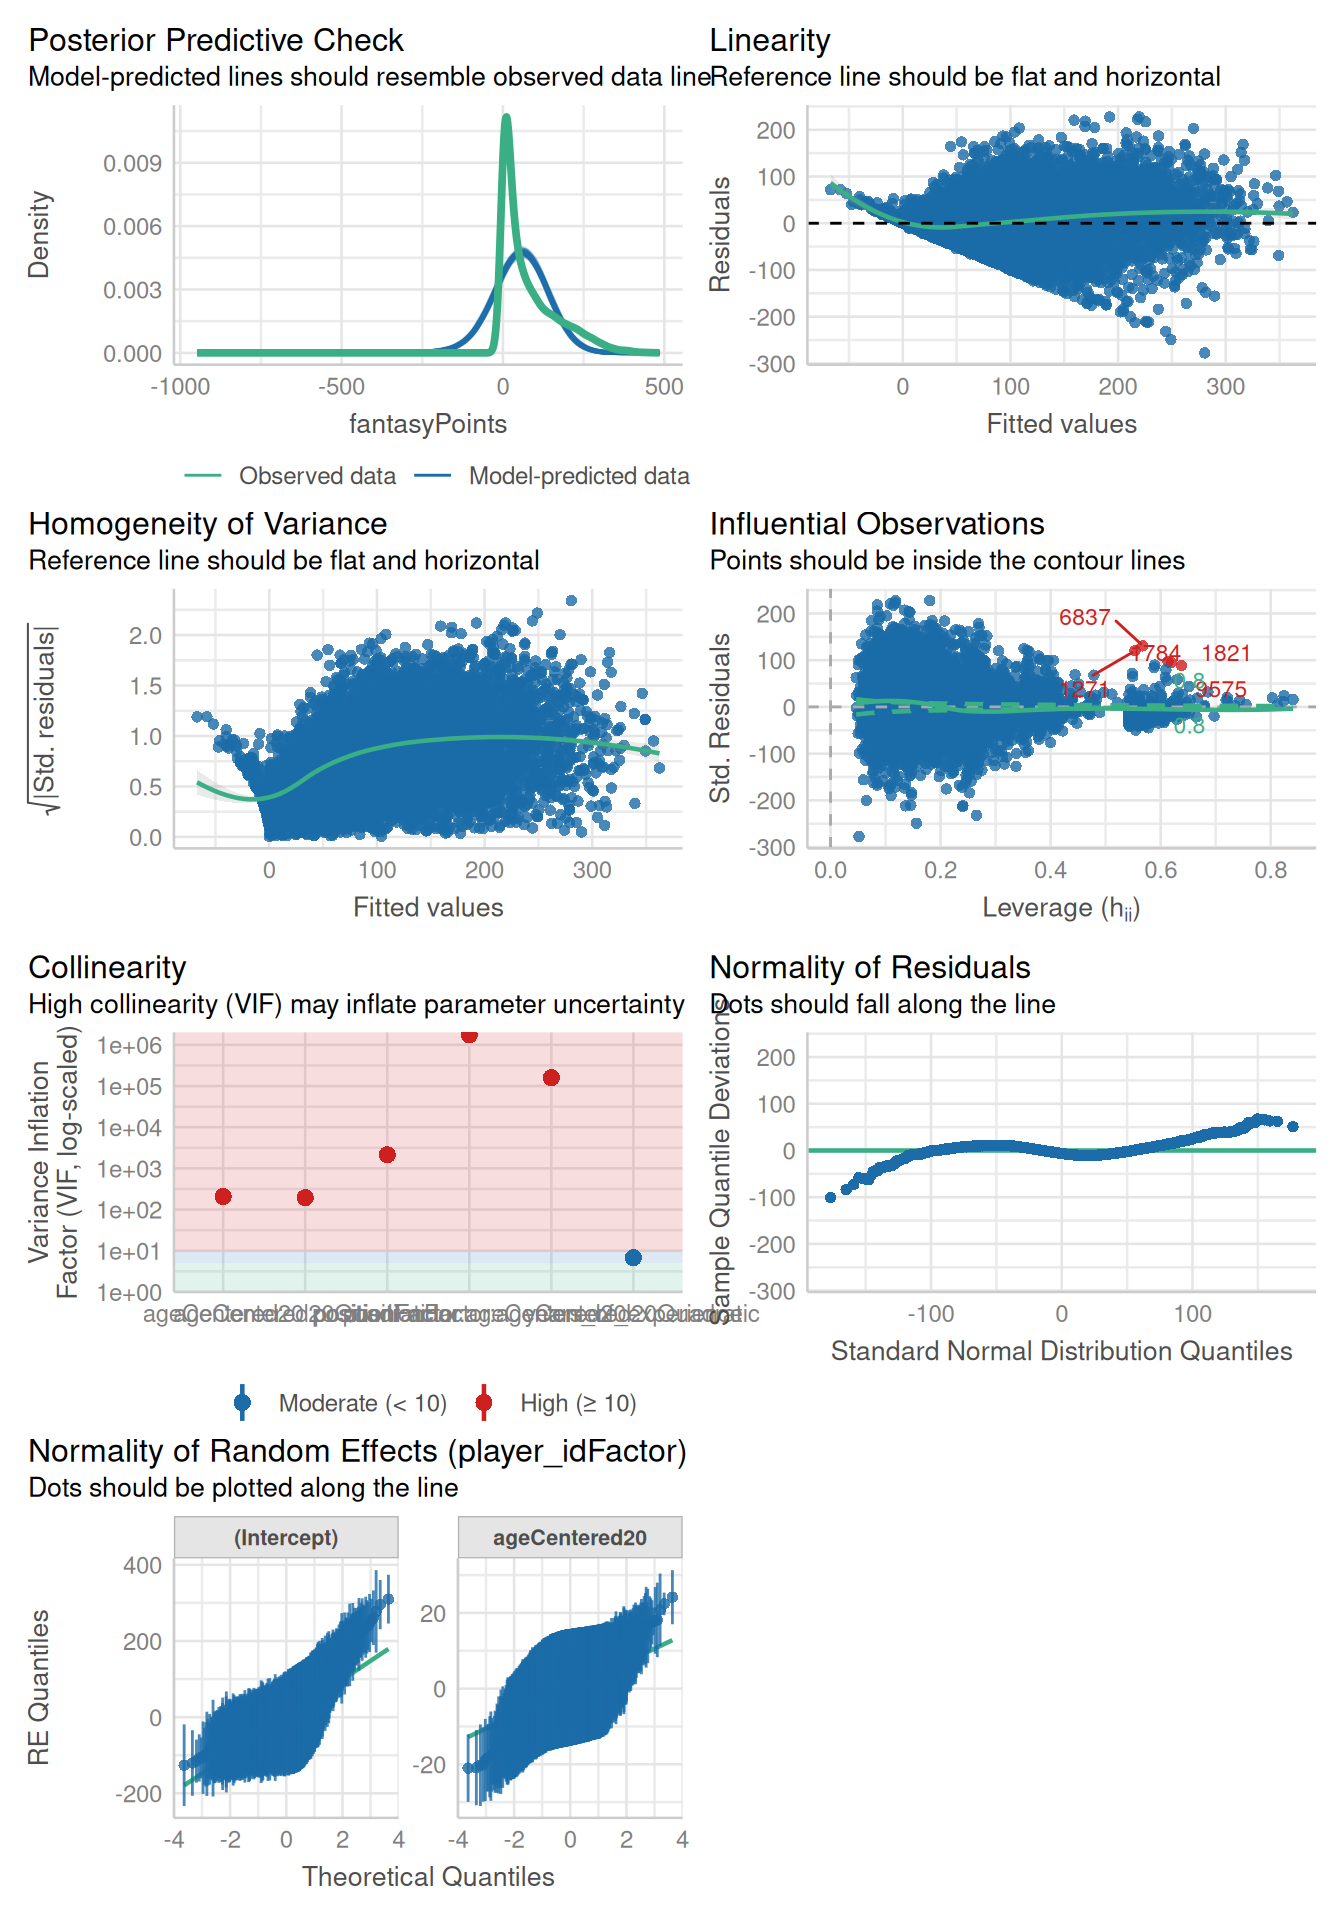 Posterior Predictive Check
Model-predicted lines should resemble observed data line
Density
0.009
0.006
0.003
0.000
-1000
-500
0
500
fantasyPoints
Observed data
Model-predicted data
Linearity
Reference line should be flat and horizontal
Residuals
200
100
0
-100
-200
-300
0
100
200
300
Fitted values
Homogeneity of Variance
Reference line should be flat and horizontal
√|Std. residuals|
2.0
1.5
1.0
0.5
0.0
0
100
200
300
Fitted values
Influential Observations
Points should be inside the contour lines
Std. Residuals
200
100
0
-100
-200
-300
6837
1784
1821
1271
9575
0.8
0.8
0.0
0.2
0.4
0.6
0.8
Leverage (hii)
Collinearity
High collinearity (VIF) may inflate parameter uncertainty
Variance Inflation
Factor (VIF, log-scaled)
1e+06
1e+05
1e+04
1e+03
1e+02
1e+01
1e+00
Moderate (< 10)
High (≥ 10)
Normality of Residuals
Dots should fall along the line
Sample Quantile Deviations
200
100
0
-100
-200
-300
-100
0
100
Standard Normal Distribution Quantiles
Normality of Random Effects (player_idFactor)
Dots should be plotted along the line
(Intercept)
ageCentered20
RE Quantiles
400
200
0
-200
20
0
-20
-4
-2
0
2
4
-4
-2
0
2
4
Theoretical Quantiles